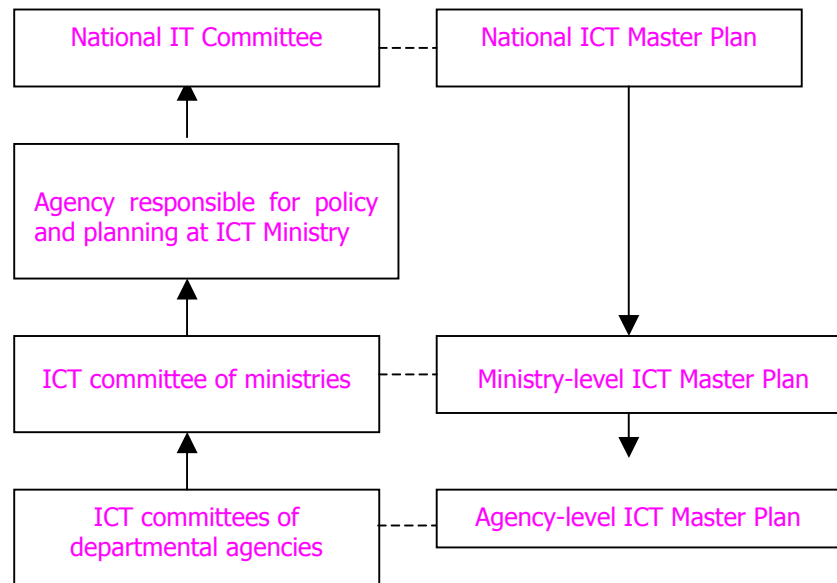 National IT Committee
National ICT Master Plan
Agency responsible for policy
and planning at ICT Ministry
ICT committee of ministries
Ministry-level ICT Master Plan
ICT committees of
departmental agencies
Agency-level ICT Master Plan